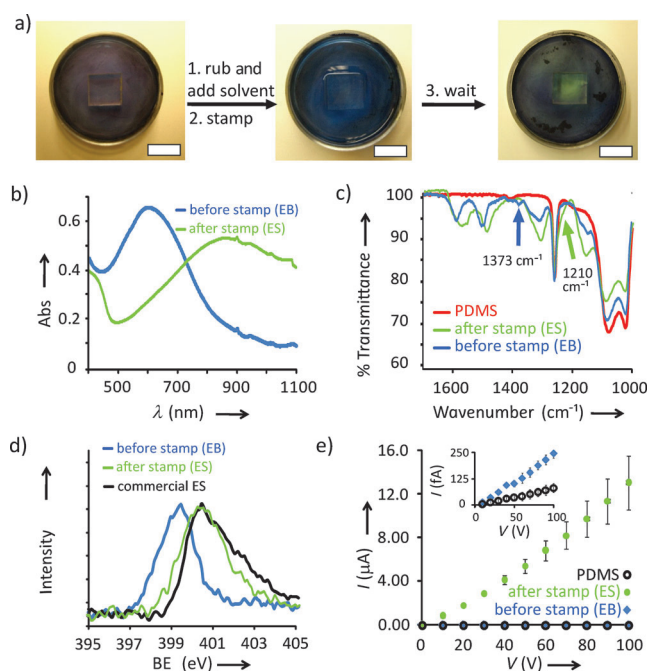 a)
1. rub and
add solvent
2. stamp
3. wait
b)
before stamp (EB)
after stamp (ES)
Abs
0.6
0.4
0.2
0
500 700 900 1100
λ (nm)
c)
% Transmittance
100
90
80
70
60
1373 cm⁻¹
1210
cm⁻¹
PDMS
after stamp (ES)
before stamp (EB)
1600 1400 1200 1000
Wavenumber (cm⁻¹)
d)
before stamp (EB)
after stamp (ES)
commercial ES
Intensity
395 397 399 401 403 405
BE (eV)
e)
I (µA)
16.0
12.0
8.00
4.00
0.00
I (fA)
250
125
0
0 50 100
V (V)
PDMS
after stamp (ES)
before stamp (EB)
0 20 40 60 80 100
V (V)